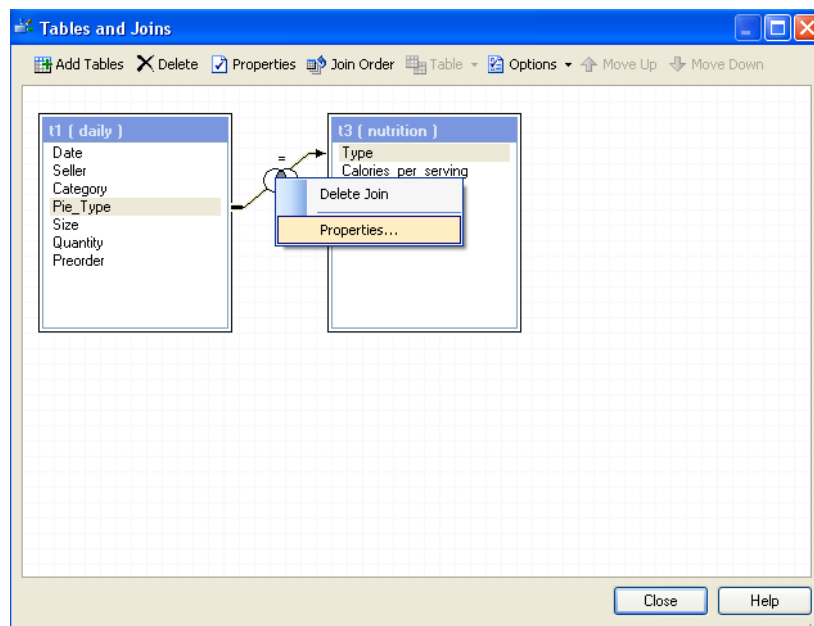 Tables and Joins
Add Tables Delete Properties Join Order Table Options Move Up Move Down
t1 ( daily )
Date
Seller
Category
Pie_Type
Size
Quantity
Preorder
=
t3 ( nutrition )
Type
Calories_per_serving
Delete Join
Properties...
Close Help